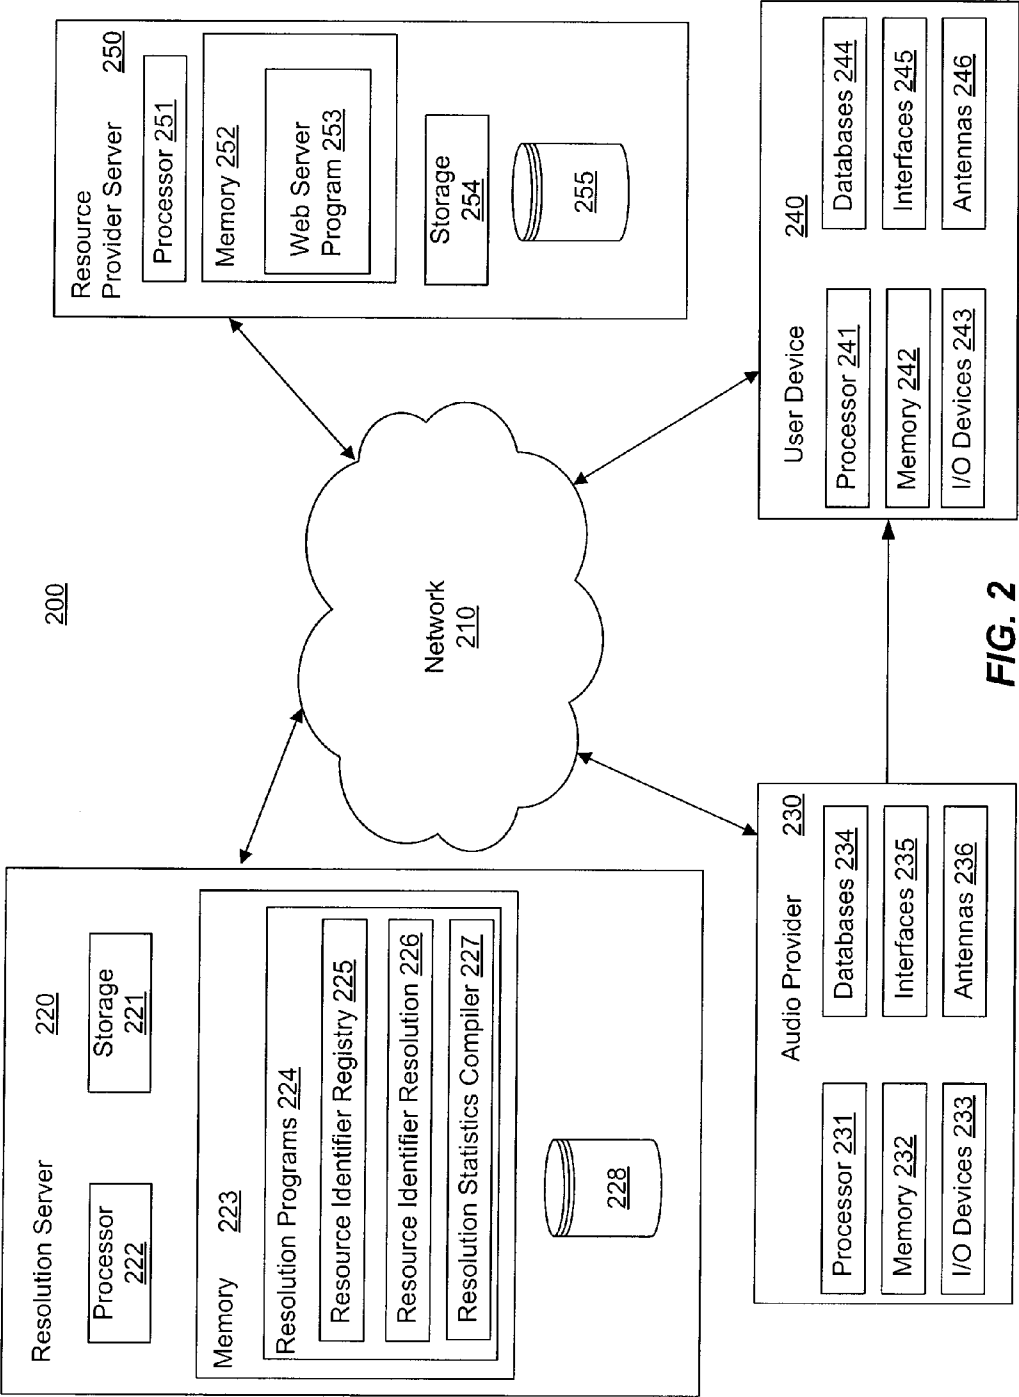 200
Resolution Server 220
Processor
222
Storage
221
Memory 223
Resolution Programs 224
Resource Identifier Registry 225
Resource Identifier Resolution 226
Resolution Statistics Compiler 227
228
Network
210
Resource
Provider Server 250
Processor 251
Memory 252
Web Server
Program 253
Storage
254
255
Audio Provider 230
Processor 231
Databases 234
Memory 232
Interfaces 235
I/O Devices 233
Antennas 236
User Device 240
Processor 241
Databases 244
Memory 242
Interfaces 245
I/O Devices 243
Antennas 246
FIG. 2